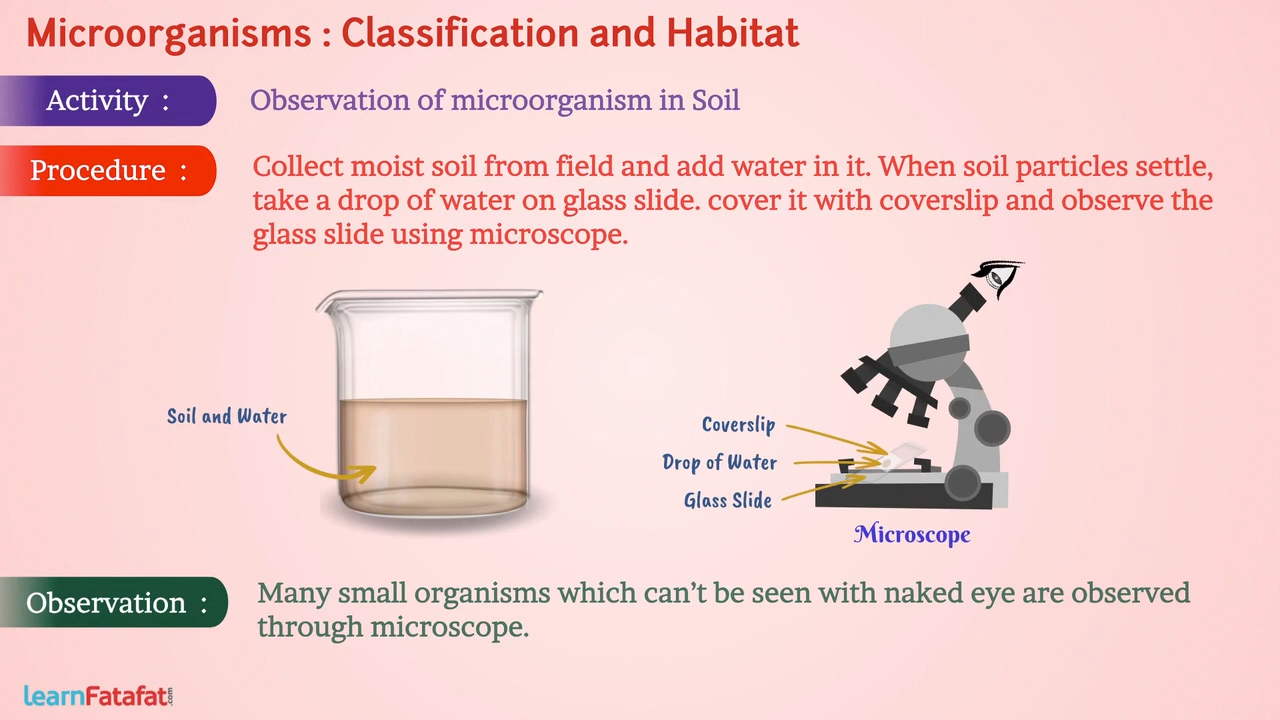 Microorganisms : Classification and Habitat
Activity :
Observation of microorganism in Soil
Procedure :
Collect moist soil from field and add water in it. When soil particles settle,
take a drop of water on glass slide. cover it with coverslip and observe the
glass slide using microscope.
Soil and Water
Coverslip
Drop of Water
Glass Slide
Microscope
Observation :
Many small organisms which can’t be seen with naked eye are observed
through microscope.
learnFatafat.com